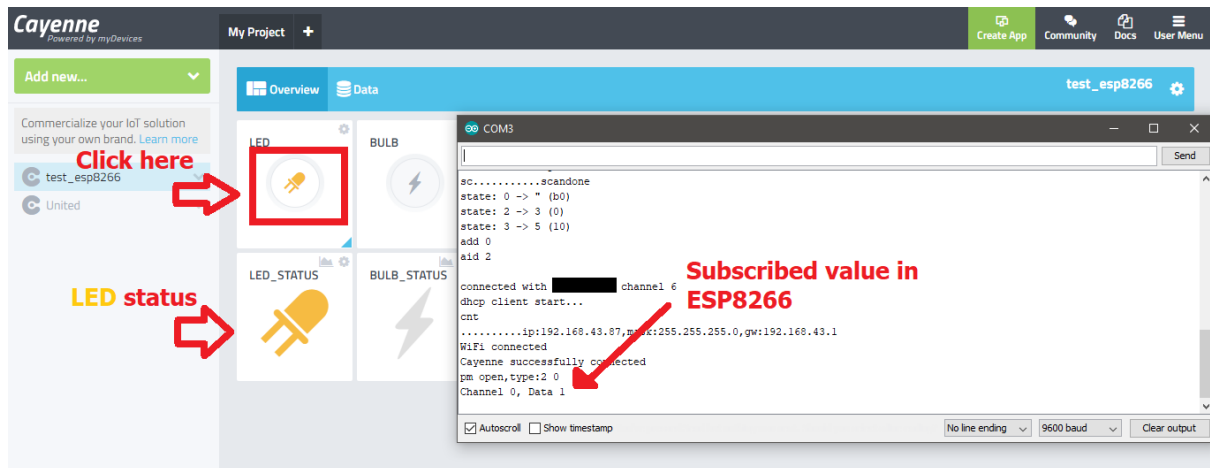 Cayenne
Powered by myDevices
My Project +
Create App
Community
Docs
User Menu
Add new...
Overview
Data
test_esp8266
Commercialize your IoT solution
using your own brand. Learn more
Click here
test_esp8266
United
LED
BULB
LED_STATUS
BULB_STATUS
LED status
COM3
Send
sc...........scandone
state: 0 -> " (b0)
state: 2 -> 3 (0)
state: 3 -> 5 (10)
add 0
aid 2
connected with channel 6
dhcp client start...
cnt
..........ip:192.168.43.87,mask:255.255.255.0,gw:192.168.43.1
WiFi connected
Cayenne successfully connected
pm open,type:2 0
Channel 0, Data 1
Subscribed value in
ESP8266
Autoscroll
Show timestamp
No line ending
9600 baud
Clear output